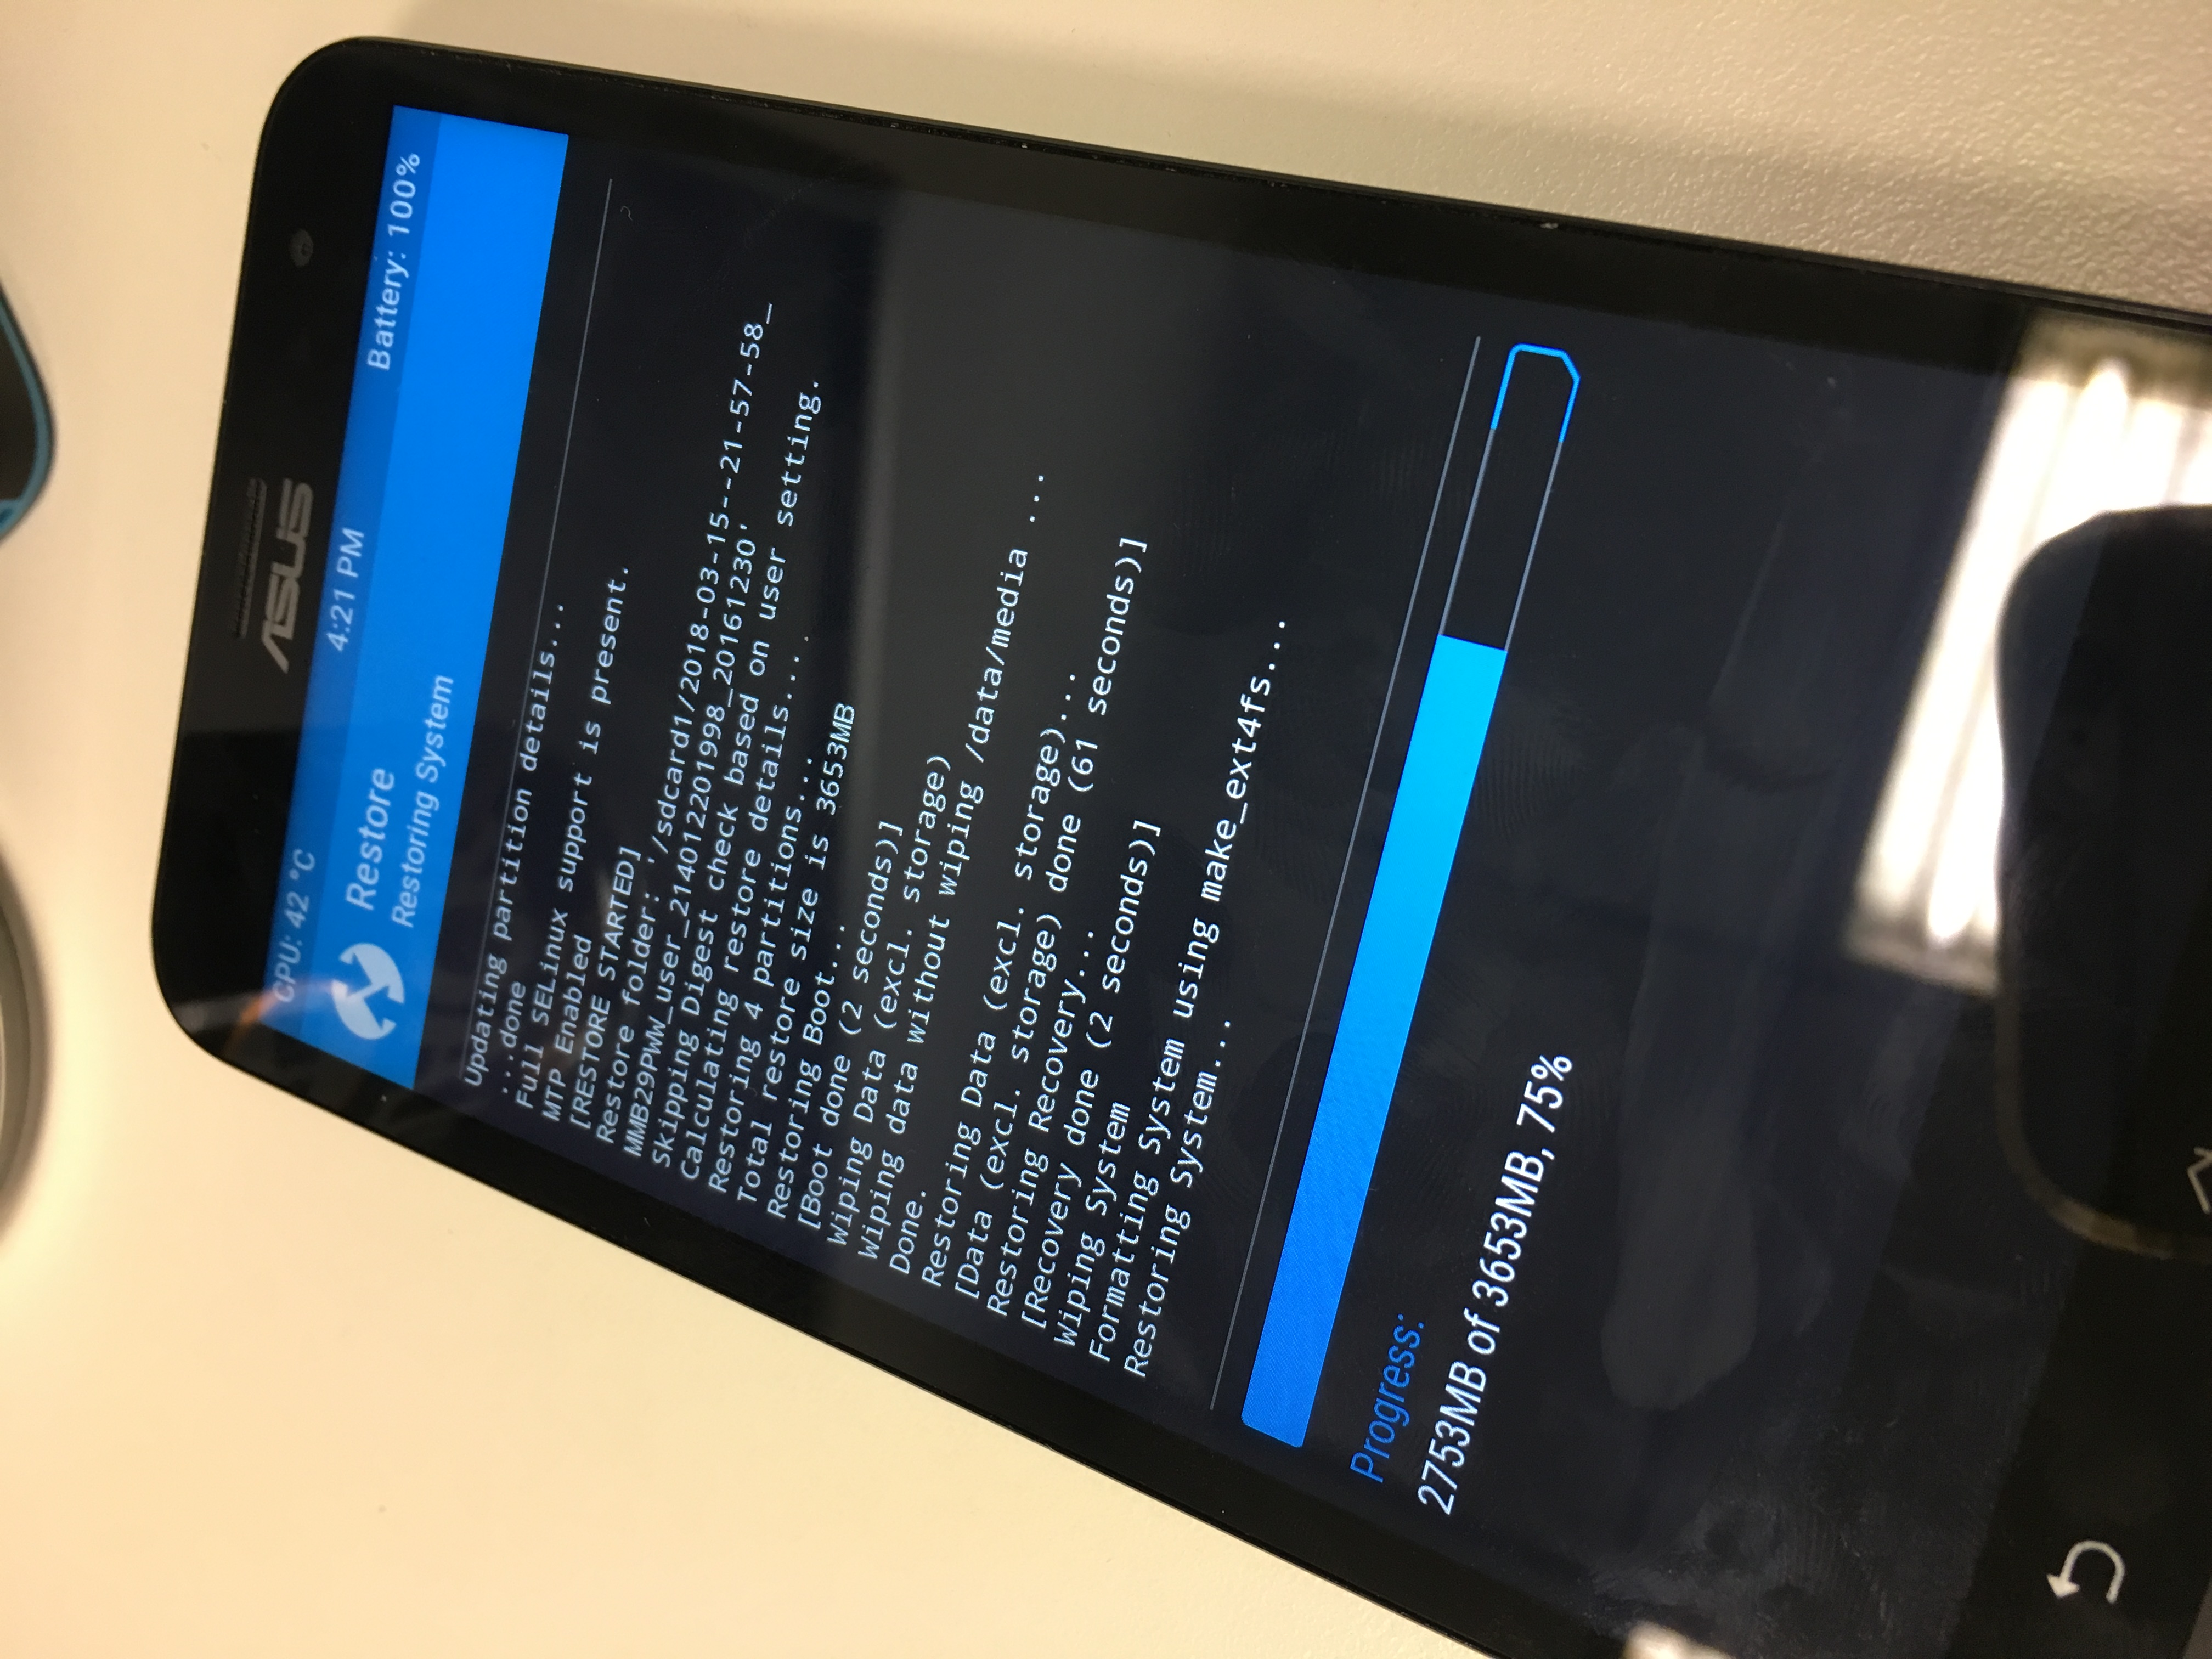 ASUS
CPU: 42 °C
4:21 PM
Battery: 100%
Restore
Restoring System
Updating partition details...
...done
Full SELinux support is present.
MTP Enabled
[RESTORE STARTED]
Restore folder: '/sdcard1/2018-03-15--21-57-58_
MMB29PWW_user_214012201998_20161230'
Skipping Digest check based on user setting.
Calculating restore details...
Restoring 4 partitions...
Total restore size is 3653MB
Restoring Boot...
[Boot done (2 seconds)]
Wiping Data (excl. storage)
Wiping data without wiping /data/media ...
Done.
Restoring Data (excl. storage)...
[Data (excl. storage) done (61 seconds)]
Restoring Recovery...
[Recovery done (2 seconds)]
Wiping System
Formatting System using make_ext4fs...
Restoring System...
Progress:
2753MB of 3653MB, 75%